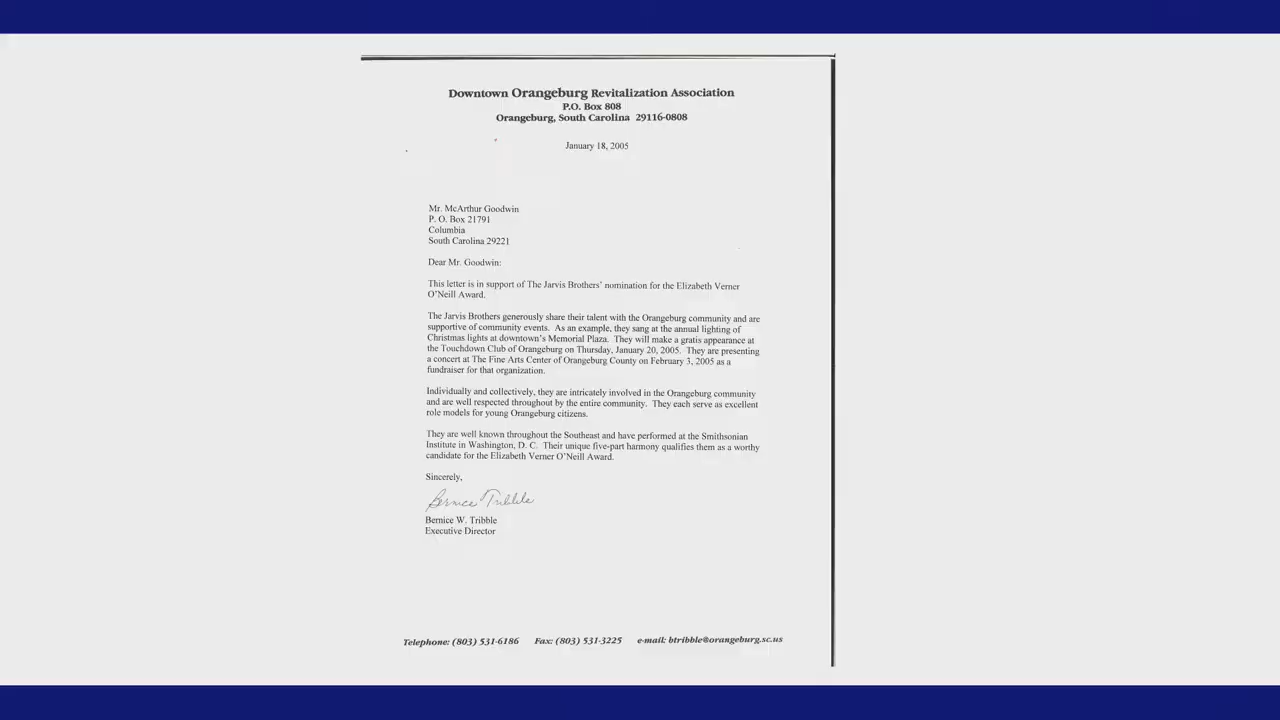 Downtown Orangeburg Revitalization Association
P.O. Box 808
Orangeburg, South Carolina 29116-0808
January 18, 2005
Mr. McArthur Goodwin
P. O. Box 21791
Columbia
South Carolina 29221
Dear Mr. Goodwin:
This letter is in support of The Jarvis Brothers' nomination for the Elizabeth Verner
O'Neill Award.
The Jarvis Brothers generously share their talent with the Orangeburg community and are
supportive of community events. As an example, they sang at the annual lighting of
Christmas lights at downtown's Memorial Plaza. They will make a gratis appearance at
the Touchdown Club of Orangeburg on Thursday, January 20, 2005. They are presenting
a concert at The Fine Arts Center of Orangeburg County on February 3, 2005 as a
fundraiser for that organization.
Individually and collectively, they are intricately involved in the Orangeburg community
and are well respected throughout by the entire community. They each serve as excellent
role models for young Orangeburg citizens.
They are well known throughout the Southeast and have performed at the Smithsonian
Institute in Washington, D. C. Their unique five-part harmony qualifies them as a worthy
candidate for the Elizabeth Verner O'Neill Award.
Sincerely,
Bernice Tribble
Bernice W. Tribble
Executive Director
Telephone: (803) 531-6186 Fax: (803) 531-3225 e-mail: btribble@orangeburg.sc.us